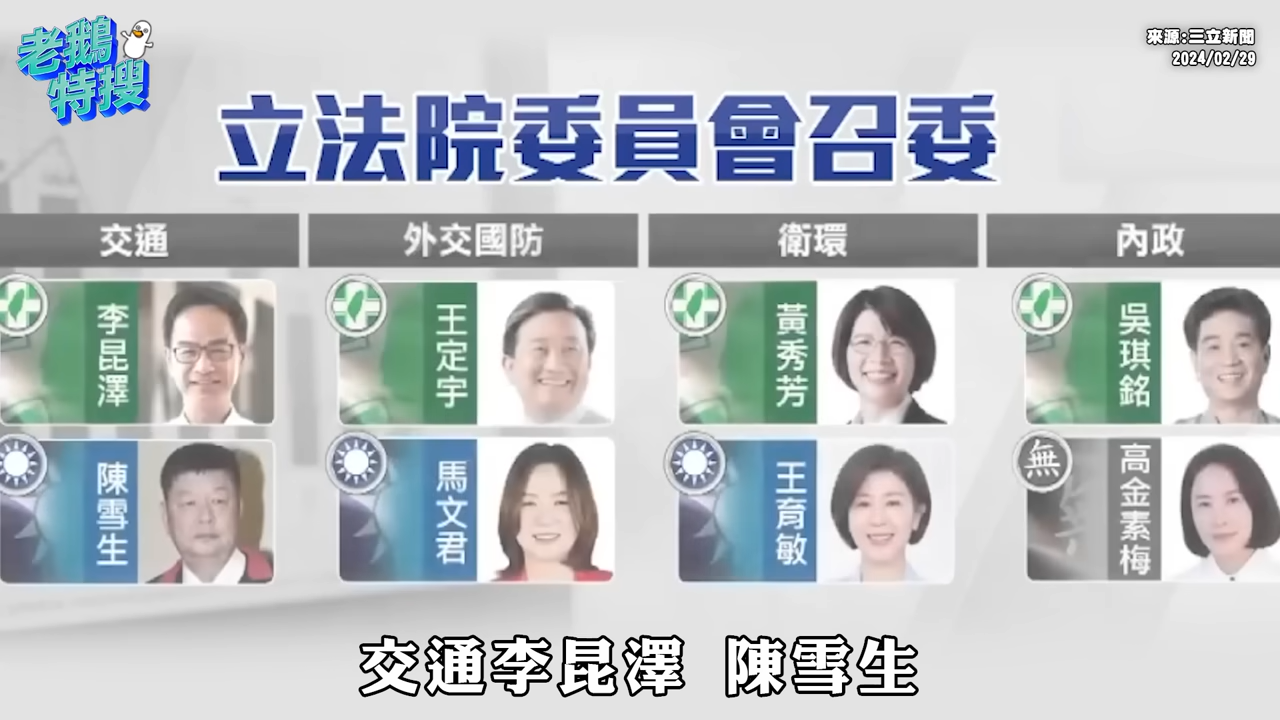 老鵝
特搜
來源:三立新聞
2024/02/29
立法院委員會召委
交通
外交國防
衛環
內政
李昆澤
王定宇
黃秀芳
吳琪銘
陳雪生
馬文君
王育敏
無
高金素梅
交通李昆澤 陳雪生